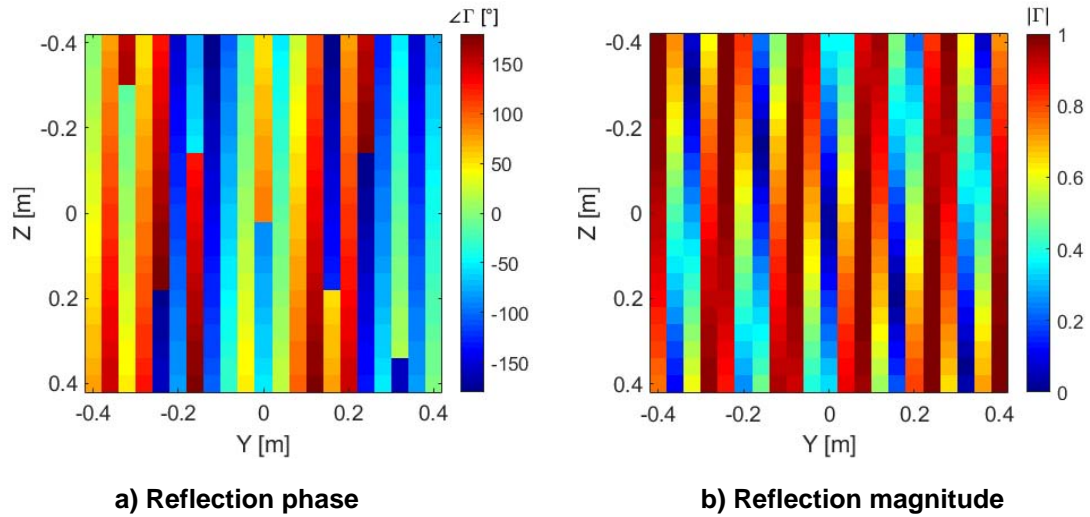 ∠Γ [°]
-0.4
-0.2
0
0.2
0.4
Z [m]
-0.4 -0.2 0 0.2 0.4
Y [m]
150
100
50
0
-50
-100
-150
a) Reflection phase
|Γ|
-0.4
-0.2
0
0.2
0.4
Z [m]
-0.4 -0.2 0 0.2 0.4
Y [m]
1
0.8
0.6
0.4
0.2
0
b) Reflection magnitude